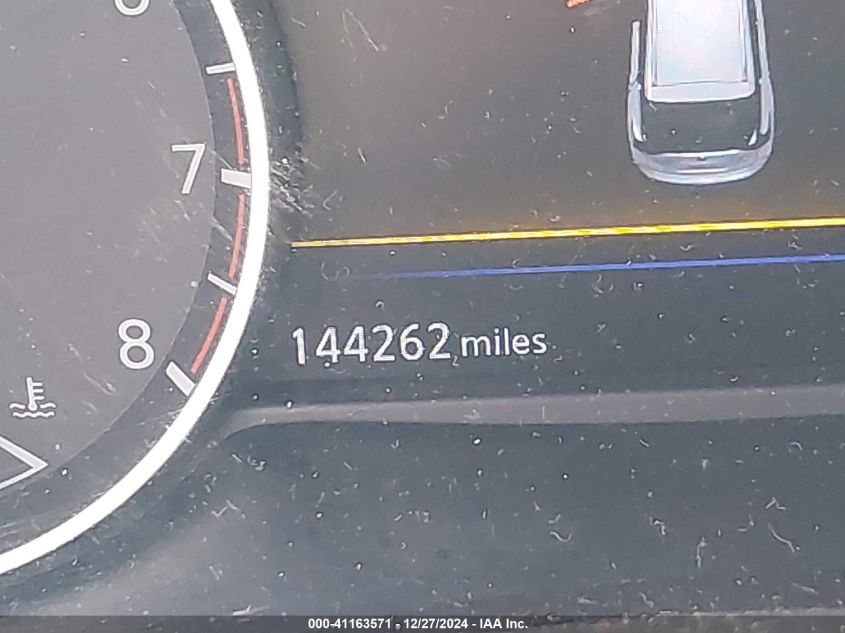 7
8
144262 miles
000-41163571 • 12/27/2024 - IAA Inc.